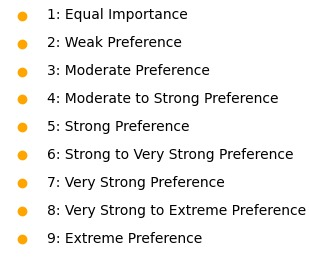 1: Equal Importance
2: Weak Preference
3: Moderate Preference
4: Moderate to Strong Preference
5: Strong Preference
6: Strong to Very Strong Preference
7: Very Strong Preference
8: Very Strong to Extreme Preference
9: Extreme Preference